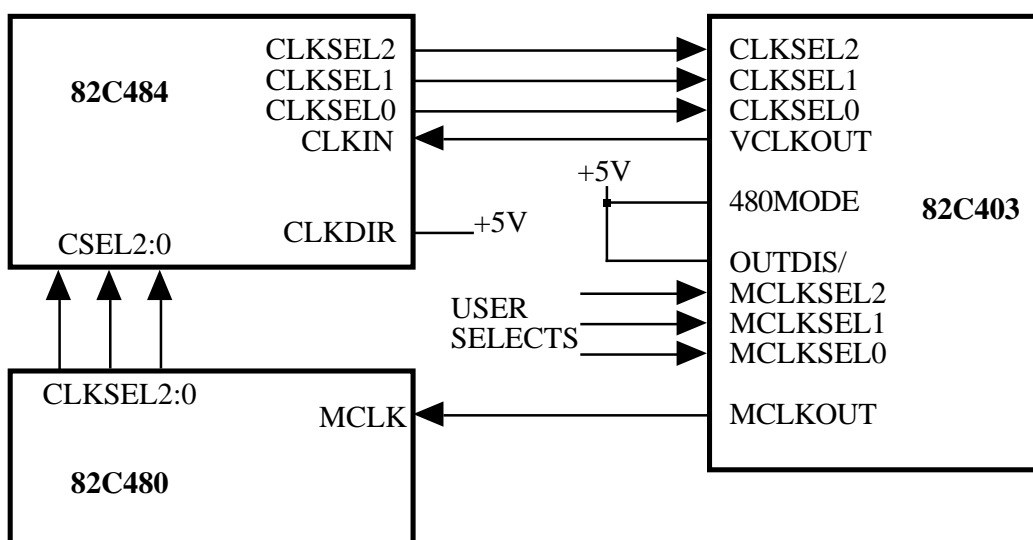 CLKSEL2
CLKSEL1
CLKSEL0
CLKIN
82C484
CLKDIR
+5V
CSEL2:0
CLKSEL2:0
MCLK
82C480
+5V
USER
SELECTS
CLKSEL2
CLKSEL1
CLKSEL0
VCLKOUT
480MODE
82C403
OUTDIS/
MCLKSEL2
MCLKSEL1
MCLKSEL0
MCLKOUT